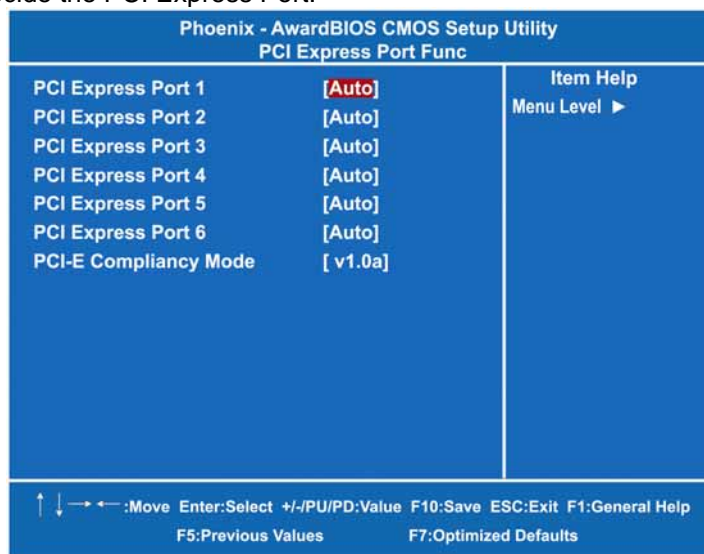 Phoenix - AwardBIOS CMOS Setup Utility
PCI Express Port Func
PCI Express Port 1 [Auto]
PCI Express Port 2 [Auto]
PCI Express Port 3 [Auto]
PCI Express Port 4 [Auto]
PCI Express Port 5 [Auto]
PCI Express Port 6 [Auto]
PCI-E Compliancy Mode [ v1.0a]
Item Help
Menu Level ►
↑ ↓ → ← :Move Enter:Select +/-/PU/PD:Value F10:Save ESC:Exit F1:General Help
F5:Previous Values F7:Optimized Defaults